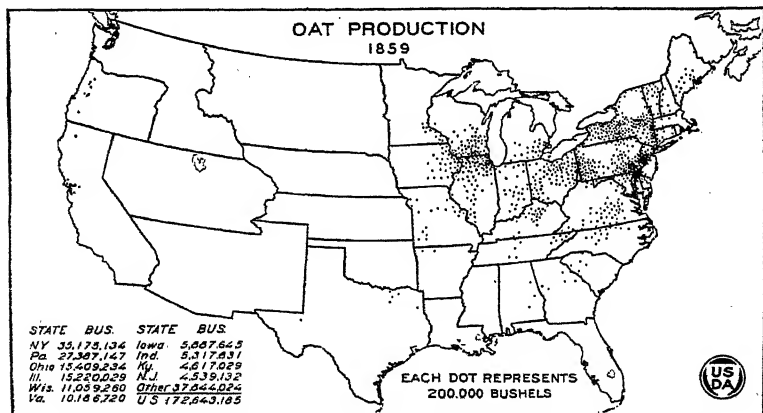 OAT PRODUCTION
1859
STATE BUS. STATE BUS.
NY 35,175,134 Iowa 5,887,645
Pa. 27,387,147 Ind. 5,317,831
Ohio 15,409,234 Ky. 4,617,029
Ill. 15,220,029 N.J. 4,539,132
Wis. 11,059,260 Other 37,844,024
Va. 10,186,720 US 172,643,185
EACH DOT REPRESENTS
200,000 BUSHELS
US
DA